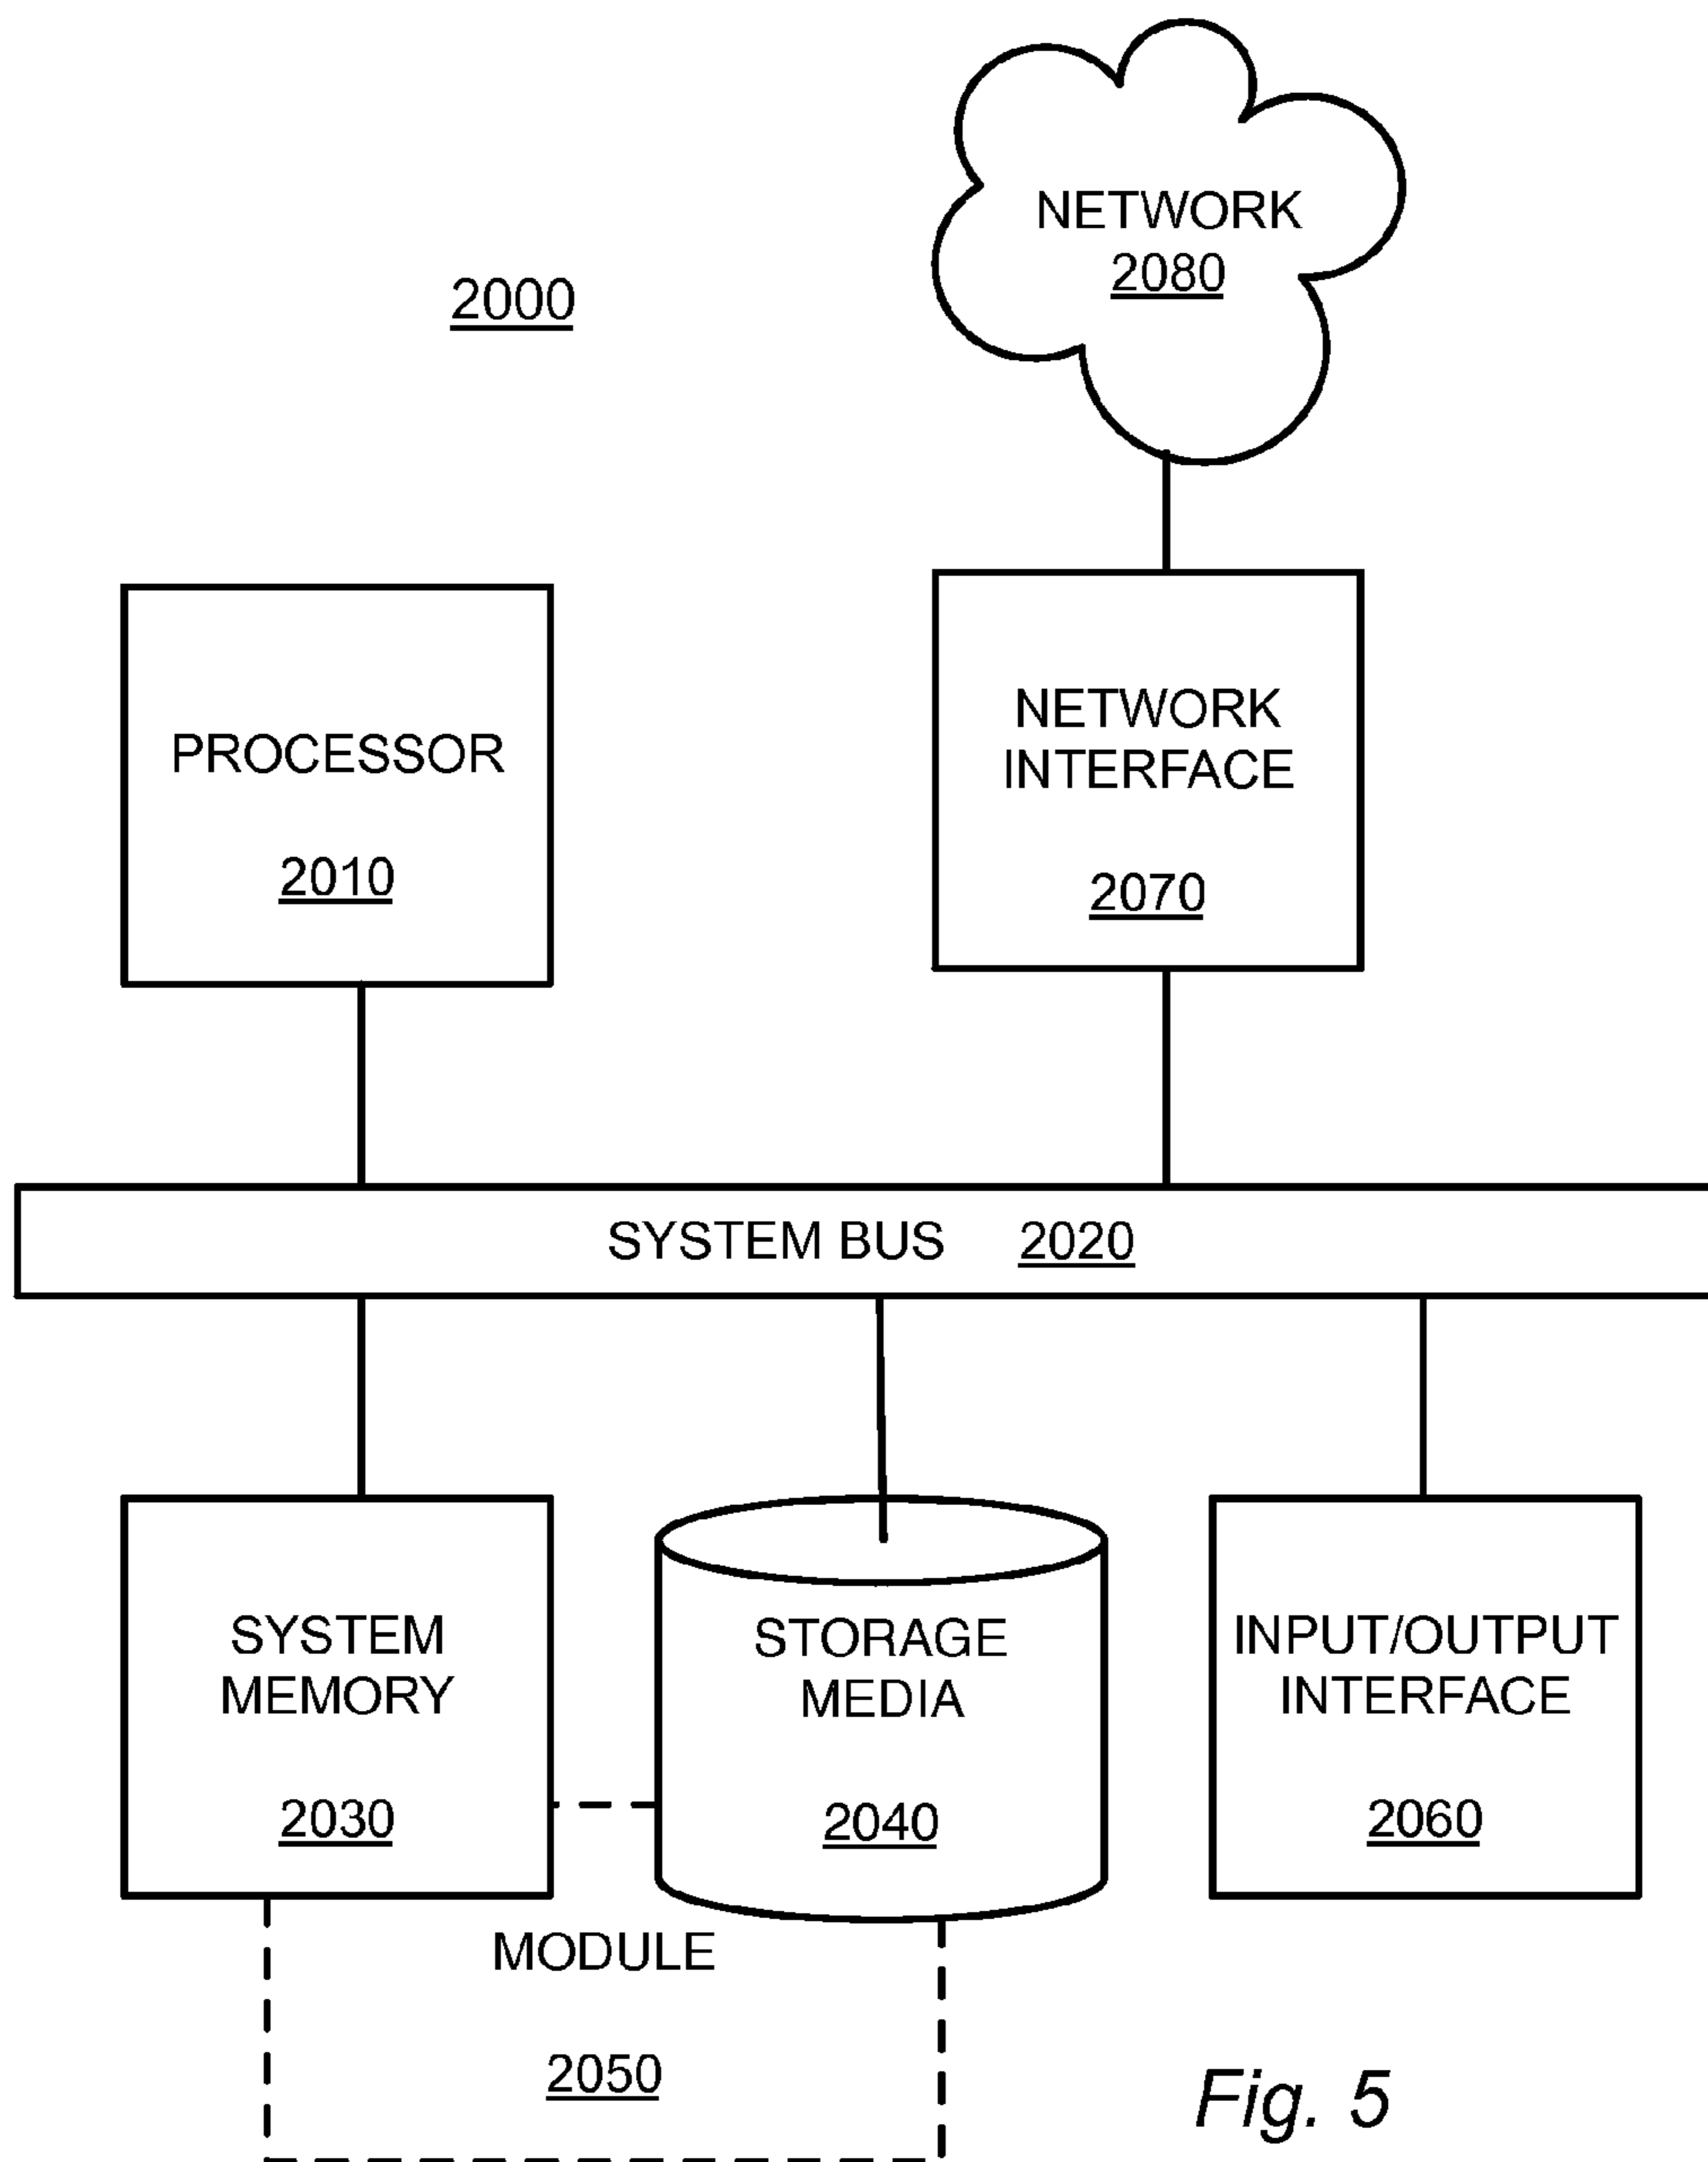 NETWORK
2080
2000
PROCESSOR
2010
NETWORK
INTERFACE
2070
SYSTEM BUS 2020
SYSTEM
MEMORY
2030
STORAGE
MEDIA
2040
INPUT/OUTPUT
INTERFACE
2060
MODULE
2050
Fig. 5